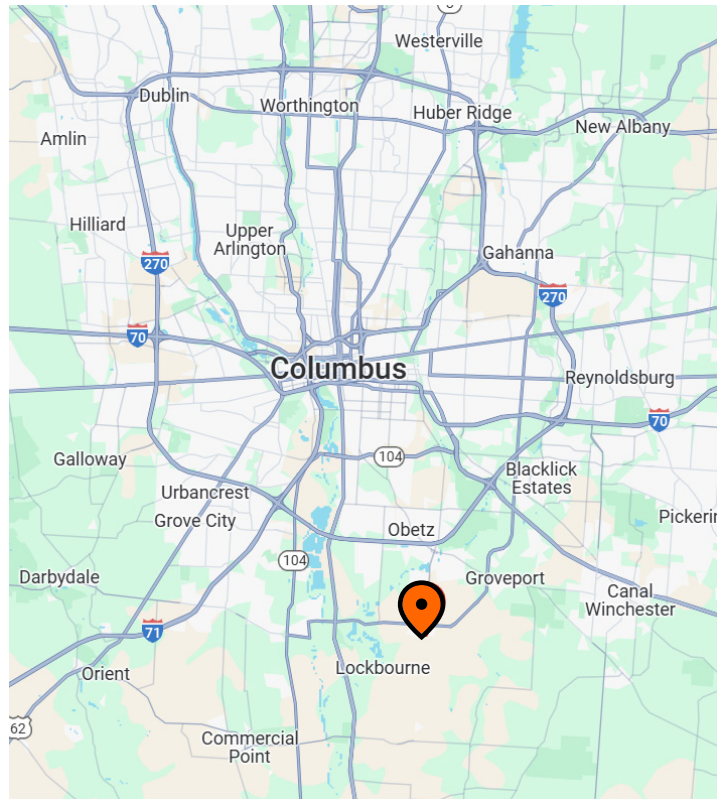 Westerville
Dublin
Worthington
Huber Ridge
New Albany
Amlin
Hilliard
Upper
Arlington
Gahanna
270
270
70
Columbus
Reynoldsburg
70
104
Galloway
Blacklick
Estates
Urbancrest
Grove City
Obetz
Pickerin
104
Darbydale
Groveport
Canal
Winchester
71
Lockbourne
Orient
62
Commercial
Point